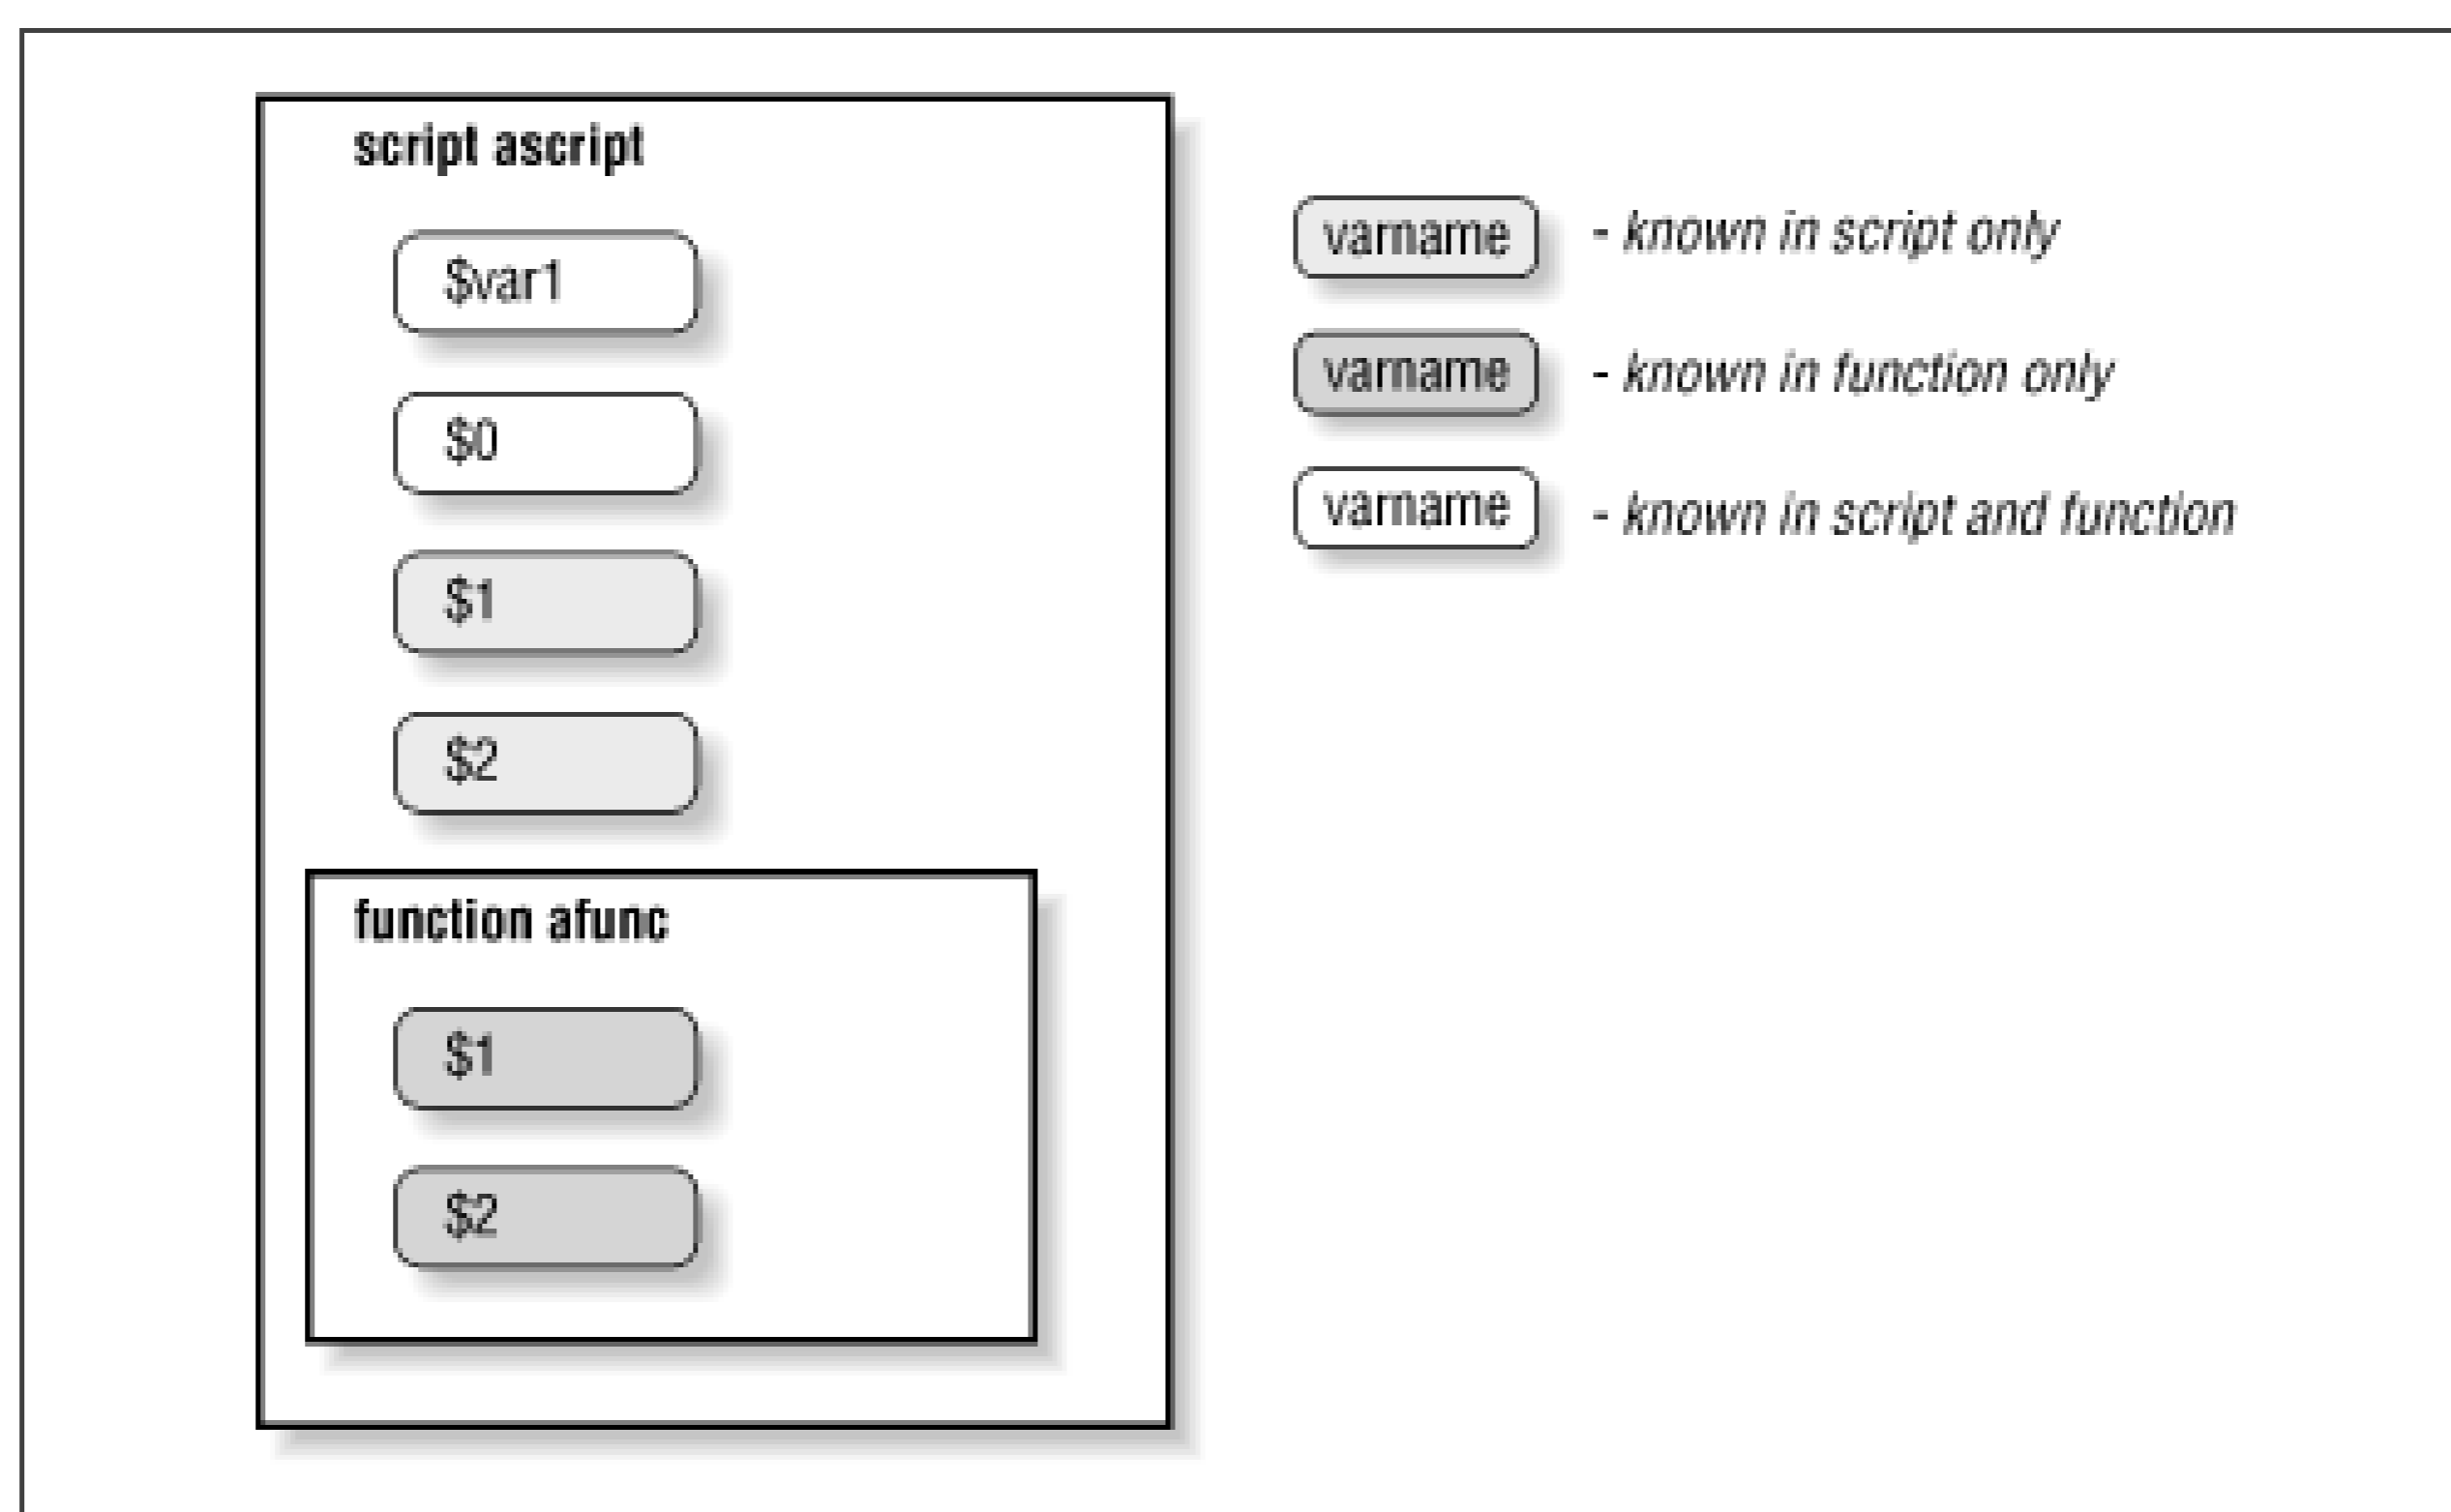 script ascript
$var1
$0
$1
$2
function afunc
$1
$2
varname - known in script only
varname - known in function only
varname - known in script and function